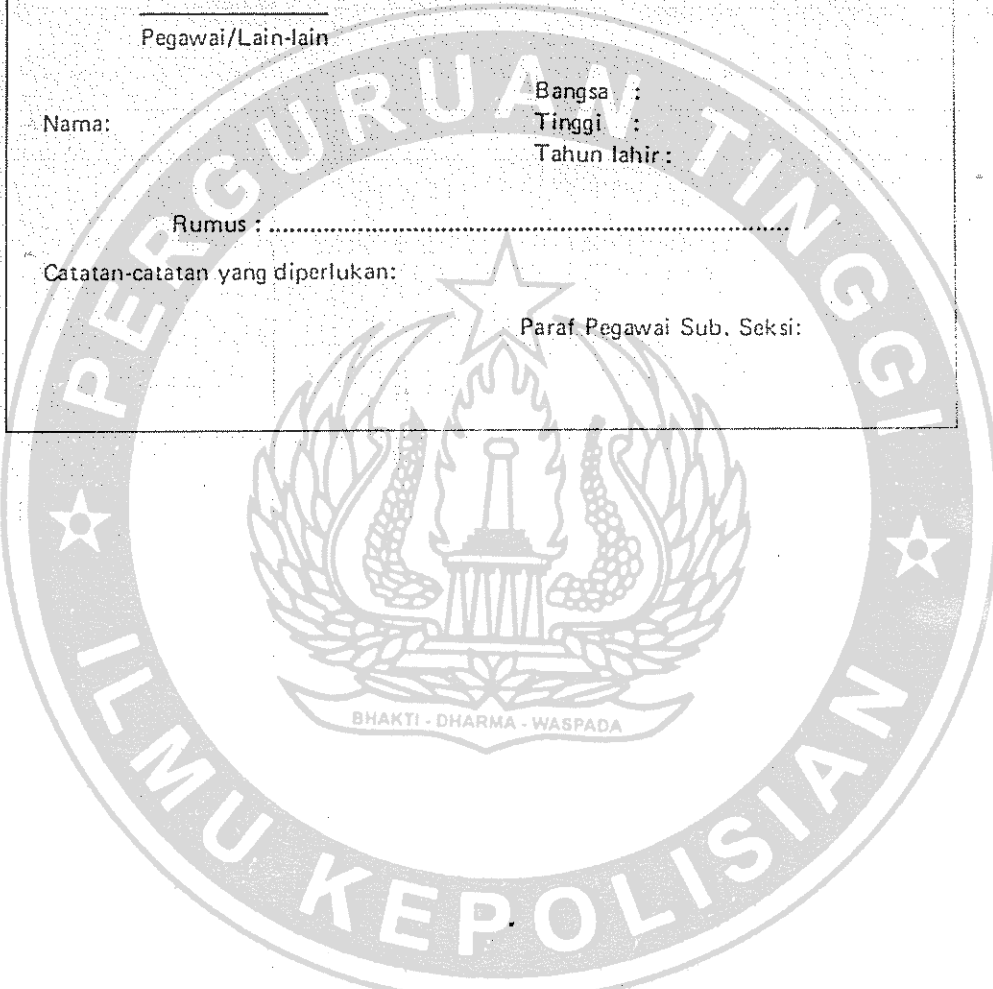 Pegawai/Lain-lain
Bangsa :
Nama:
Tinggi :
Tahun lahir :
Rumus : ..............................................................................
Catatan-catatan yang diperlukan:
Paraf Pegawai Sub. Seksi:
PERGURUAN TINGGI
ILMU KEPOLISIAN
BHAKTI - DHARMA - WASPADA